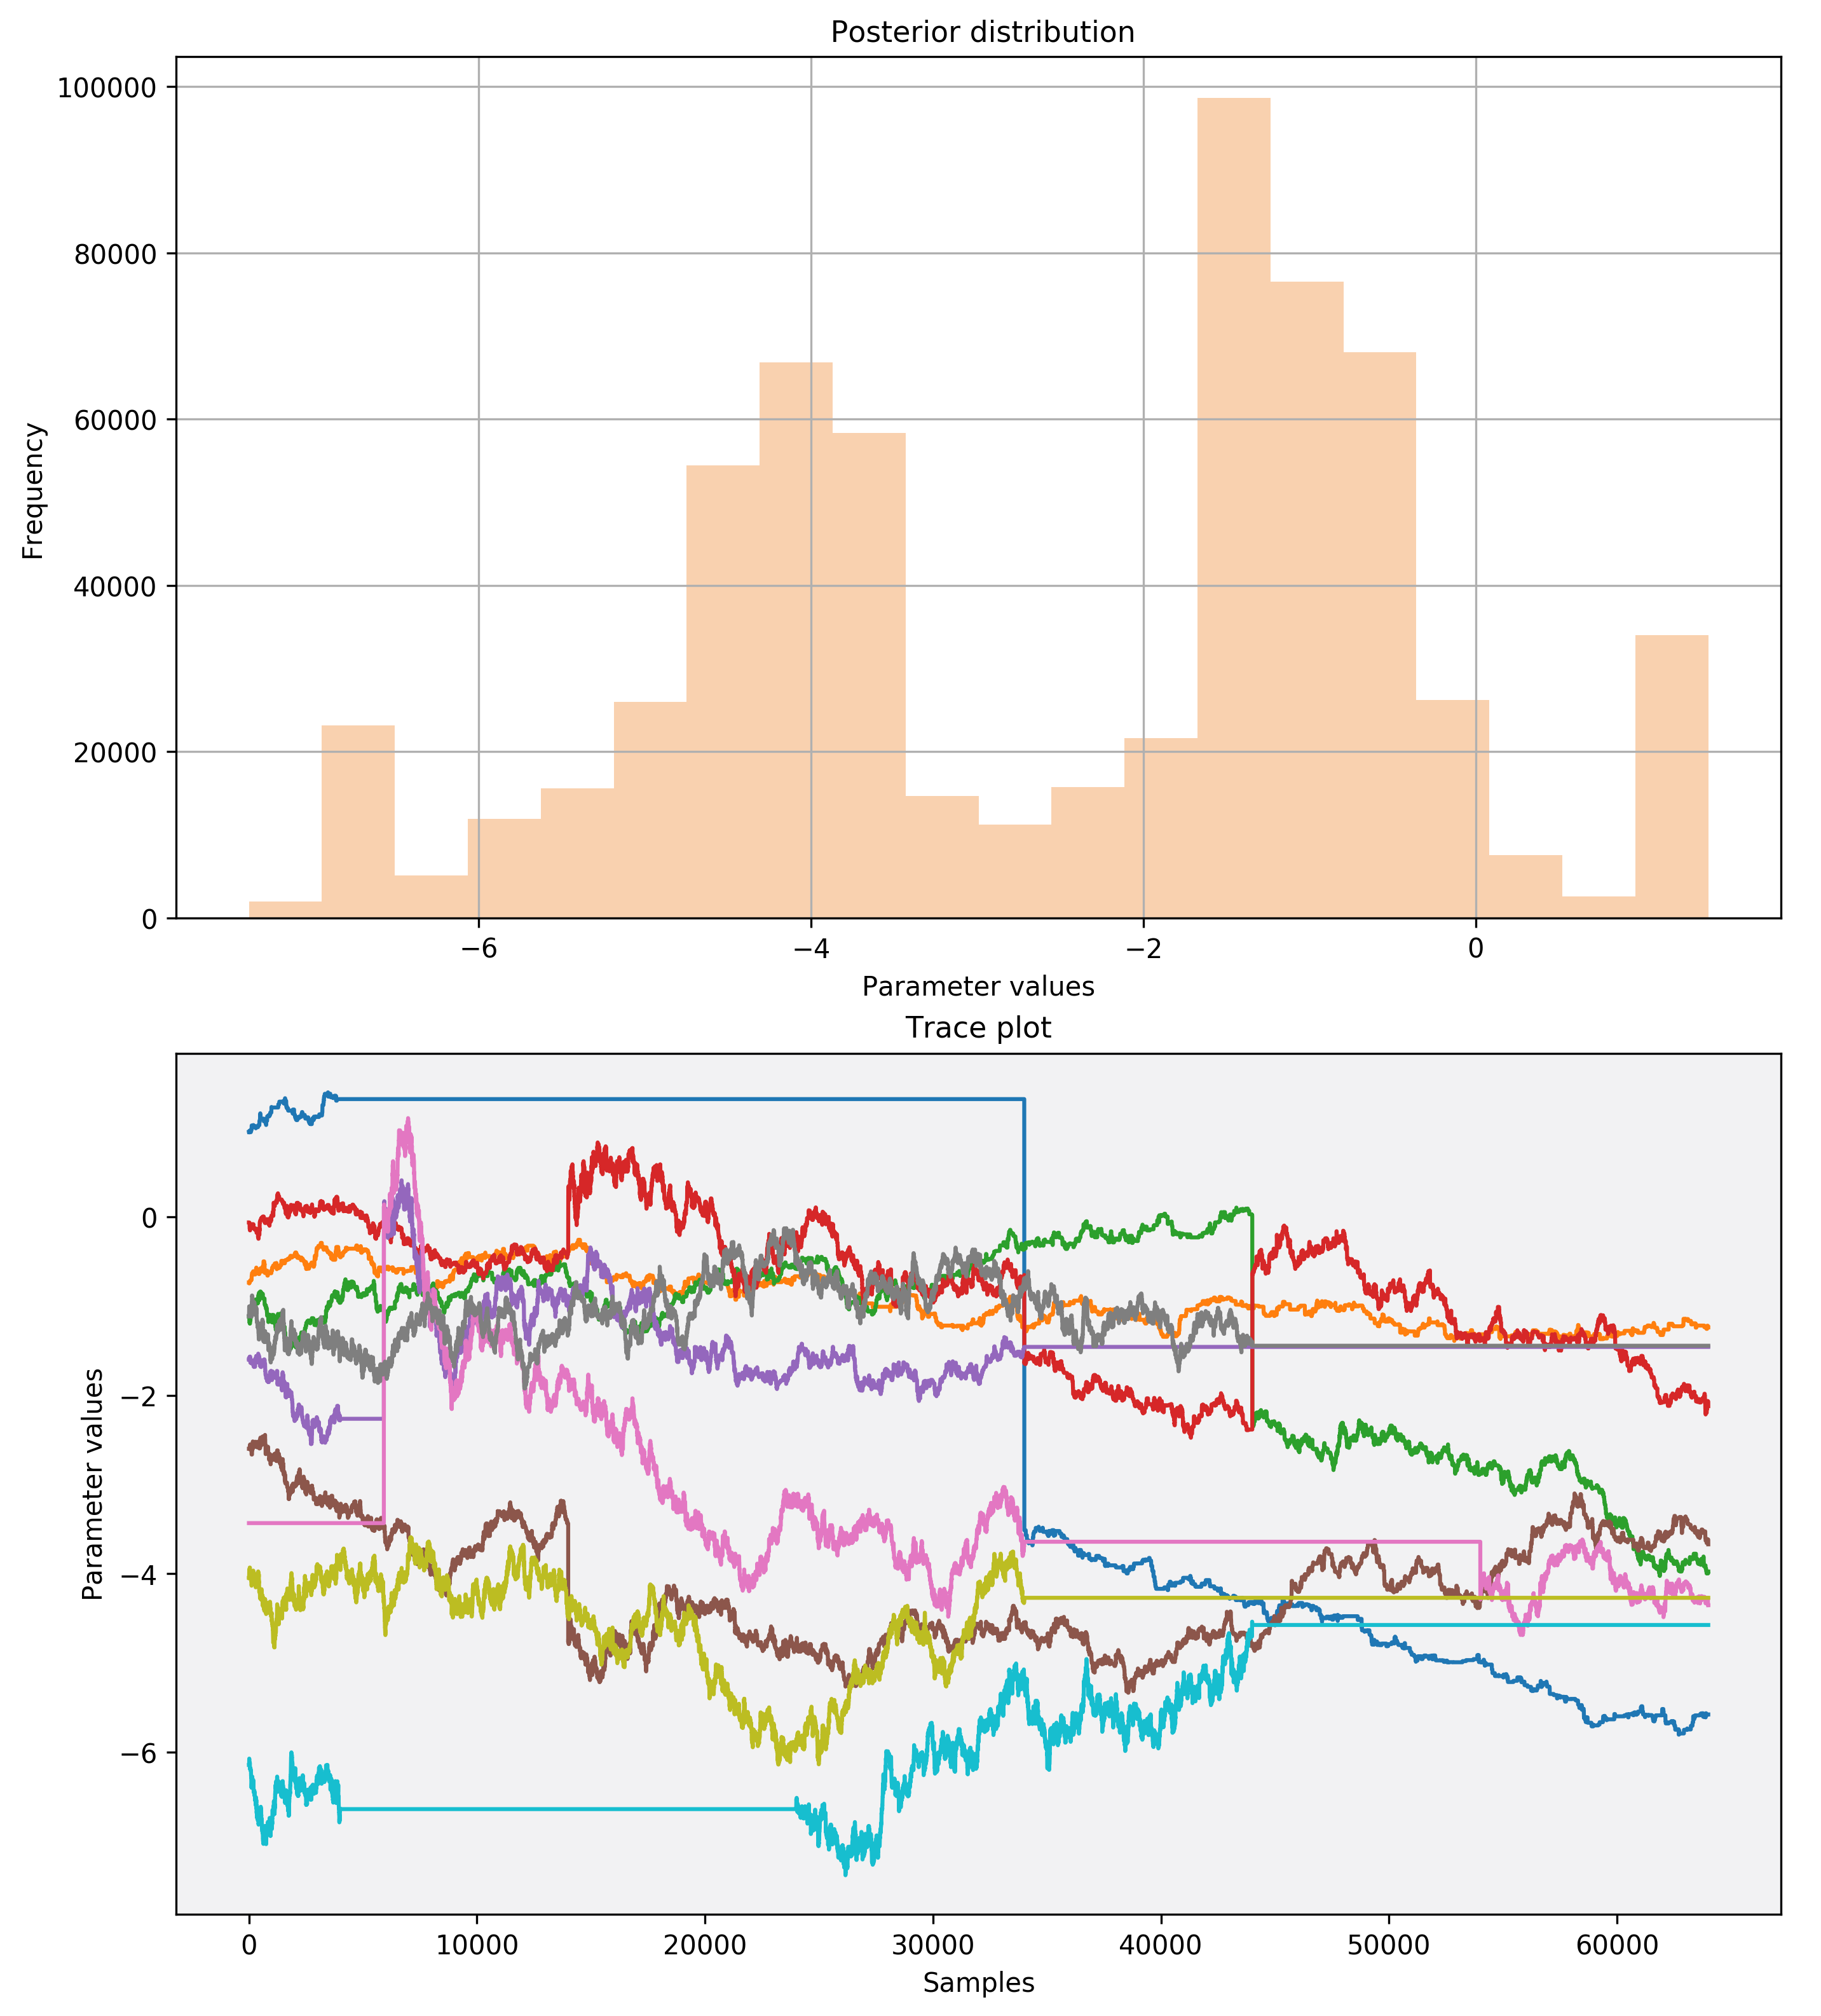 Posterior distribution
100000
80000
60000
40000
20000
0
Frequency
−6 −4 −2 0
Parameter values
Trace plot
0
−2
−4
−6
Parameter values
0 10000 20000 30000 40000 50000 60000
Samples